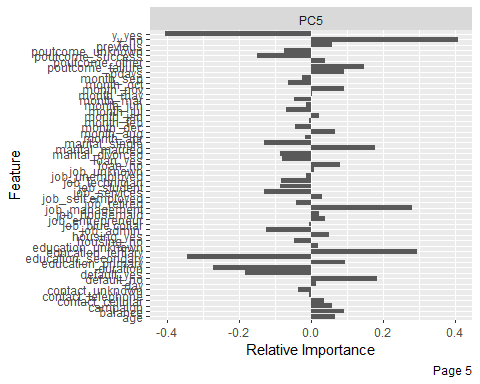 PC5
y_yes
y_no
previous
poutcome_unknown
poutcome_success
poutcome_other
poutcome_failure
pdays
month_sep
month_oct
month_nov
month_may
month_mar
month_jun
month_jul
month_jan
month_feb
month_dec
month_aug
month_apr
marital_single
marital_married
marital_divorced
loan_yes
loan_no
job_unknown
job_unemployed
job_technician
job_student
job_services
job_self.employed
job_retired
job_management
job_housemaid
job_entrepreneur
job_blue.collar
job_admin.
housing_yes
housing_no
education_unknown
education_tertiary
education_secondary
education_primary
duration
default_yes
default_no
day
contact_unknown
contact_telephone
contact_cellular
campaign
balance
age
Feature
-0.4 -0.2 0.0 0.2 0.4
Relative Importance
Page 5